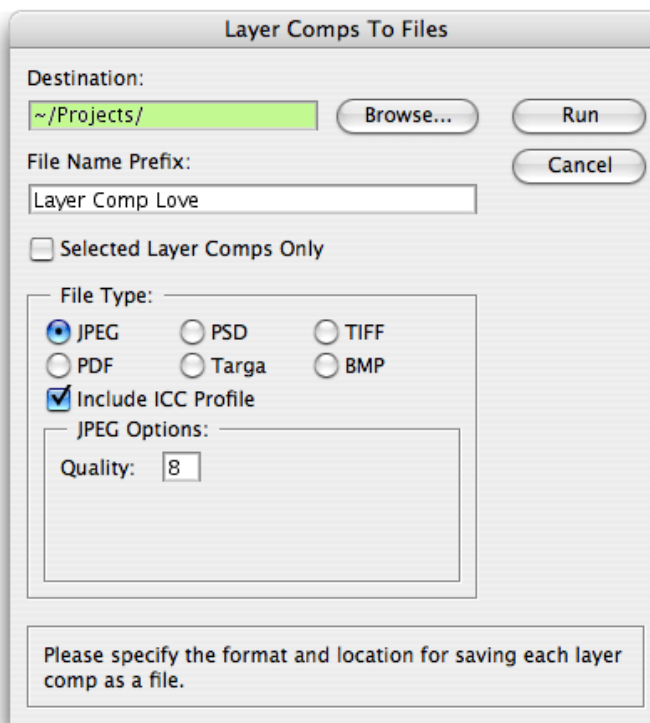 Layer Comps To Files
Destination:
~/Projects/ Browse... Run
File Name Prefix: Cancel
Layer Comp Love
Selected Layer Comps Only
File Type:
JPEG PSD TIFF
PDF Targa BMP
Include ICC Profile
JPEG Options:
Quality: 8
Please specify the format and location for saving each layer
comp as a file.